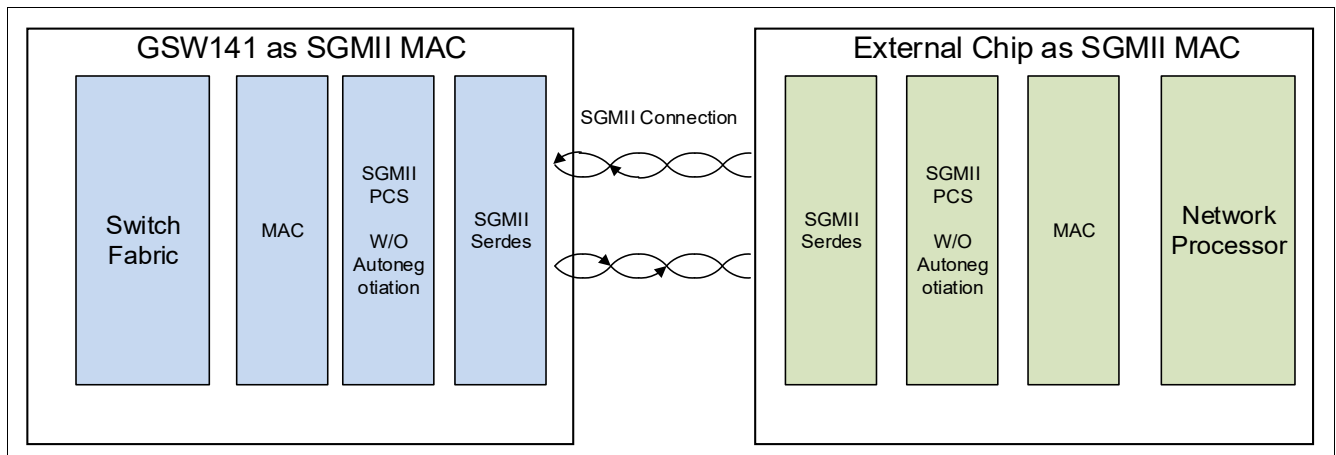 GSW141 as SGMII MAC
External Chip as SGMII MAC
SGMII Connection
Switch
Fabric
MAC
SGMII
PCS
W/O
Autoneg
otiation
SGMII
Serdes
SGMII
Serdes
SGMII
PCS
W/O
Autoneg
otiation
MAC
Network
Processor